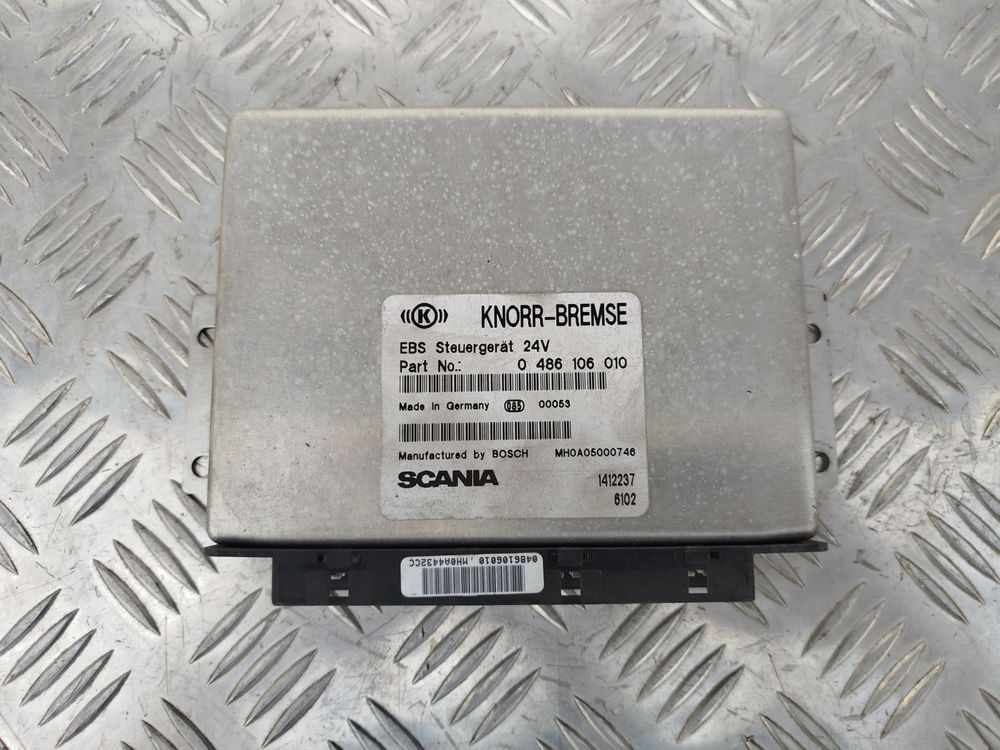 ((K)) KNORR-BREMSE
EBS Steuergerät 24V
Part No.: 0 486 106 010
Made in Germany 085 00053
Manufactured by BOSCH MH0A05000746
SCANIA 1412237
6102
0486106010 ,MH0A4432CC